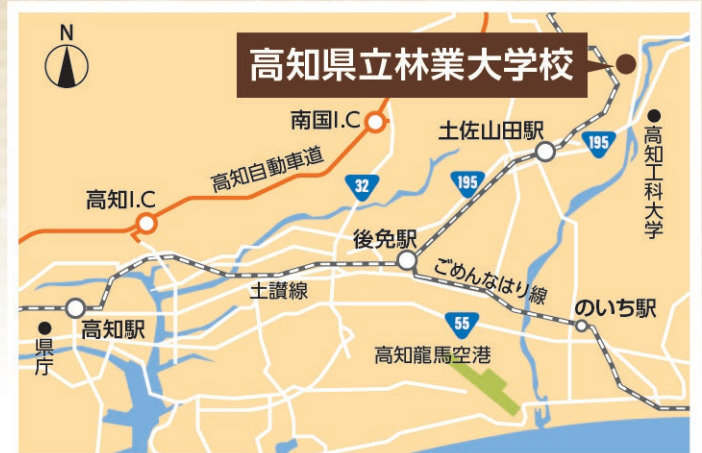 N
高知県立林業大学校
南国I.C
土佐山田駅
195
高知工科大学
高知自動車道
32
195
高知I.C
後免駅
ごめんなはり線
土讃線
のいち駅
高知駅
55
県庁
高知龍馬空港